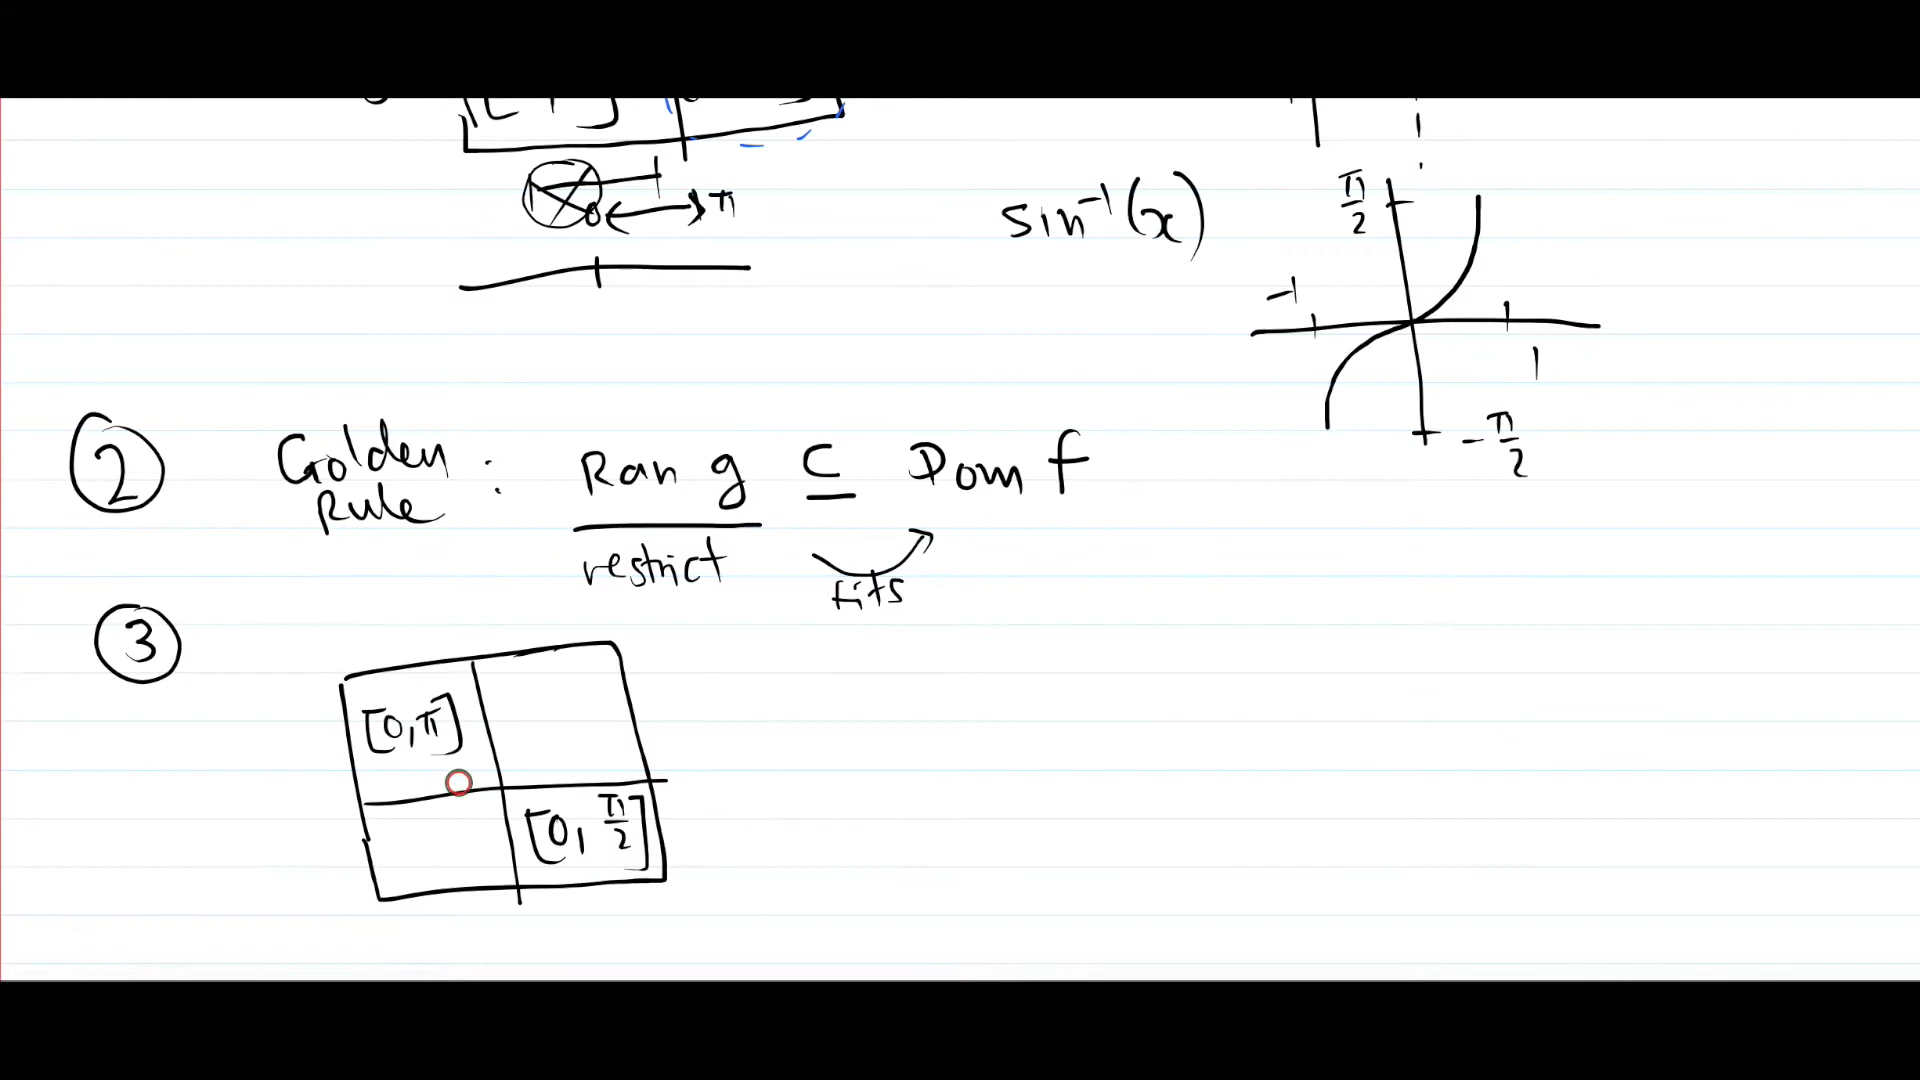 0 π
sin⁻¹(x)
π/2
-1
1
-π/2
② Golden Rule : Ran g ⊆ Dom f
restrict fits
③
[0, π]
[0, π/2]